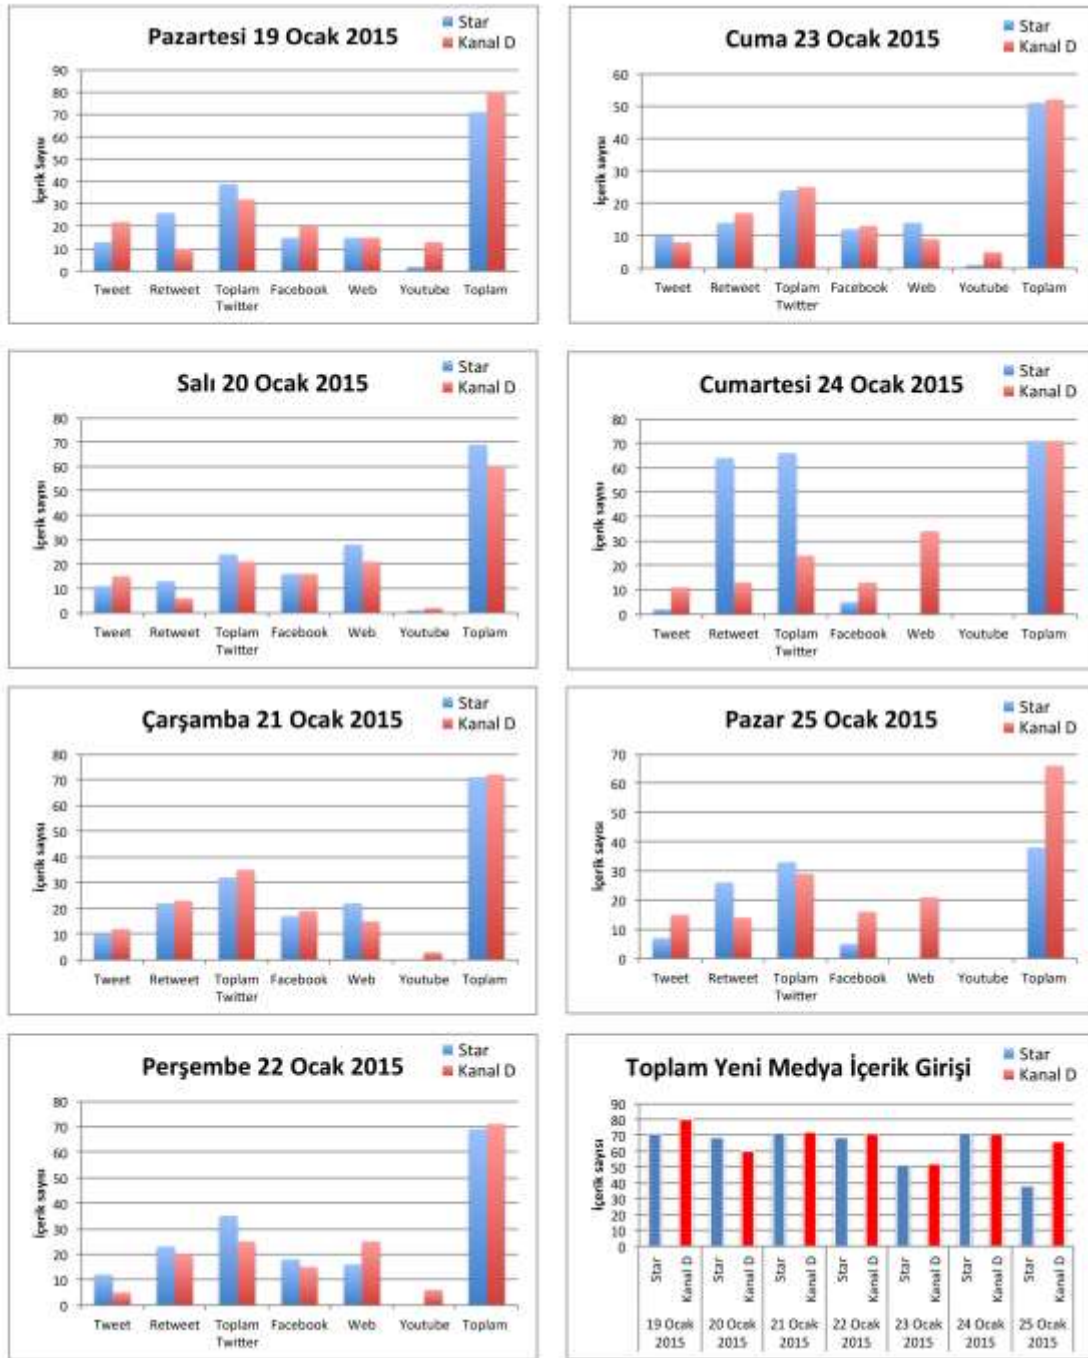 Pazartesi 19 Ocak 2015
Star
Kanal D
İçerik Sayısı
90
80
70
60
50
40
30
20
10
0
Tweet Retweet Toplam Twitter Facebook Web Youtube Toplam
Cuma 23 Ocak 2015
Star
Kanal D
İçerik sayısı
60
50
40
30
20
10
0
Tweet Retweet Toplam Twitter Facebook Web Youtube Toplam
Salı 20 Ocak 2015
Star
Kanal D
İçerik sayısı
80
70
60
50
40
30
20
10
0
Tweet Retweet Toplam Twitter Facebook Web Youtube Toplam
Cumartesi 24 Ocak 2015
Star
Kanal D
İçerik sayısı
80
70
60
50
40
30
20
10
0
Tweet Retweet Toplam Twitter Facebook Web Youtube Toplam
Çarşamba 21 Ocak 2015
Star
Kanal D
İçerik sayısı
80
70
60
50
40
30
20
10
0
Tweet Retweet Toplam Twitter Facebook Web Youtube Toplam
Pazar 25 Ocak 2015
Star
Kanal D
İçerik sayısı
70
60
50
40
30
20
10
0
Tweet Retweet Toplam Twitter Facebook Web Youtube Toplam
Perşembe 22 Ocak 2015
Star
Kanal D
İçerik sayısı
80
70
60
50
40
30
20
10
0
Tweet Retweet Toplam Twitter Facebook Web Youtube Toplam
Toplam Yeni Medya İçerik Girişi
Star
Kanal D
İçerik sayısı
90
80
70
60
50
40
30
20
10
0
Star Kanal D Star Kanal D Star Kanal D Star Kanal D Star Kanal D Star Kanal D Star Kanal D
19 Ocak 2015 20 Ocak 2015 21 Ocak 2015 22 Ocak 2015 23 Ocak 2015 24 Ocak 2015 25 Ocak 2015